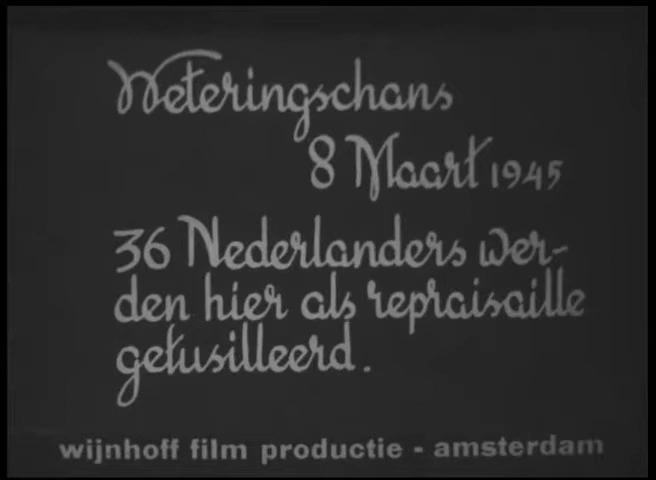 Weteringschans
8 Maart 1945
36 Nederlanders wer-
den hier als repraisaille
gefusilleerd.
wijnhoff film productie - amsterdam